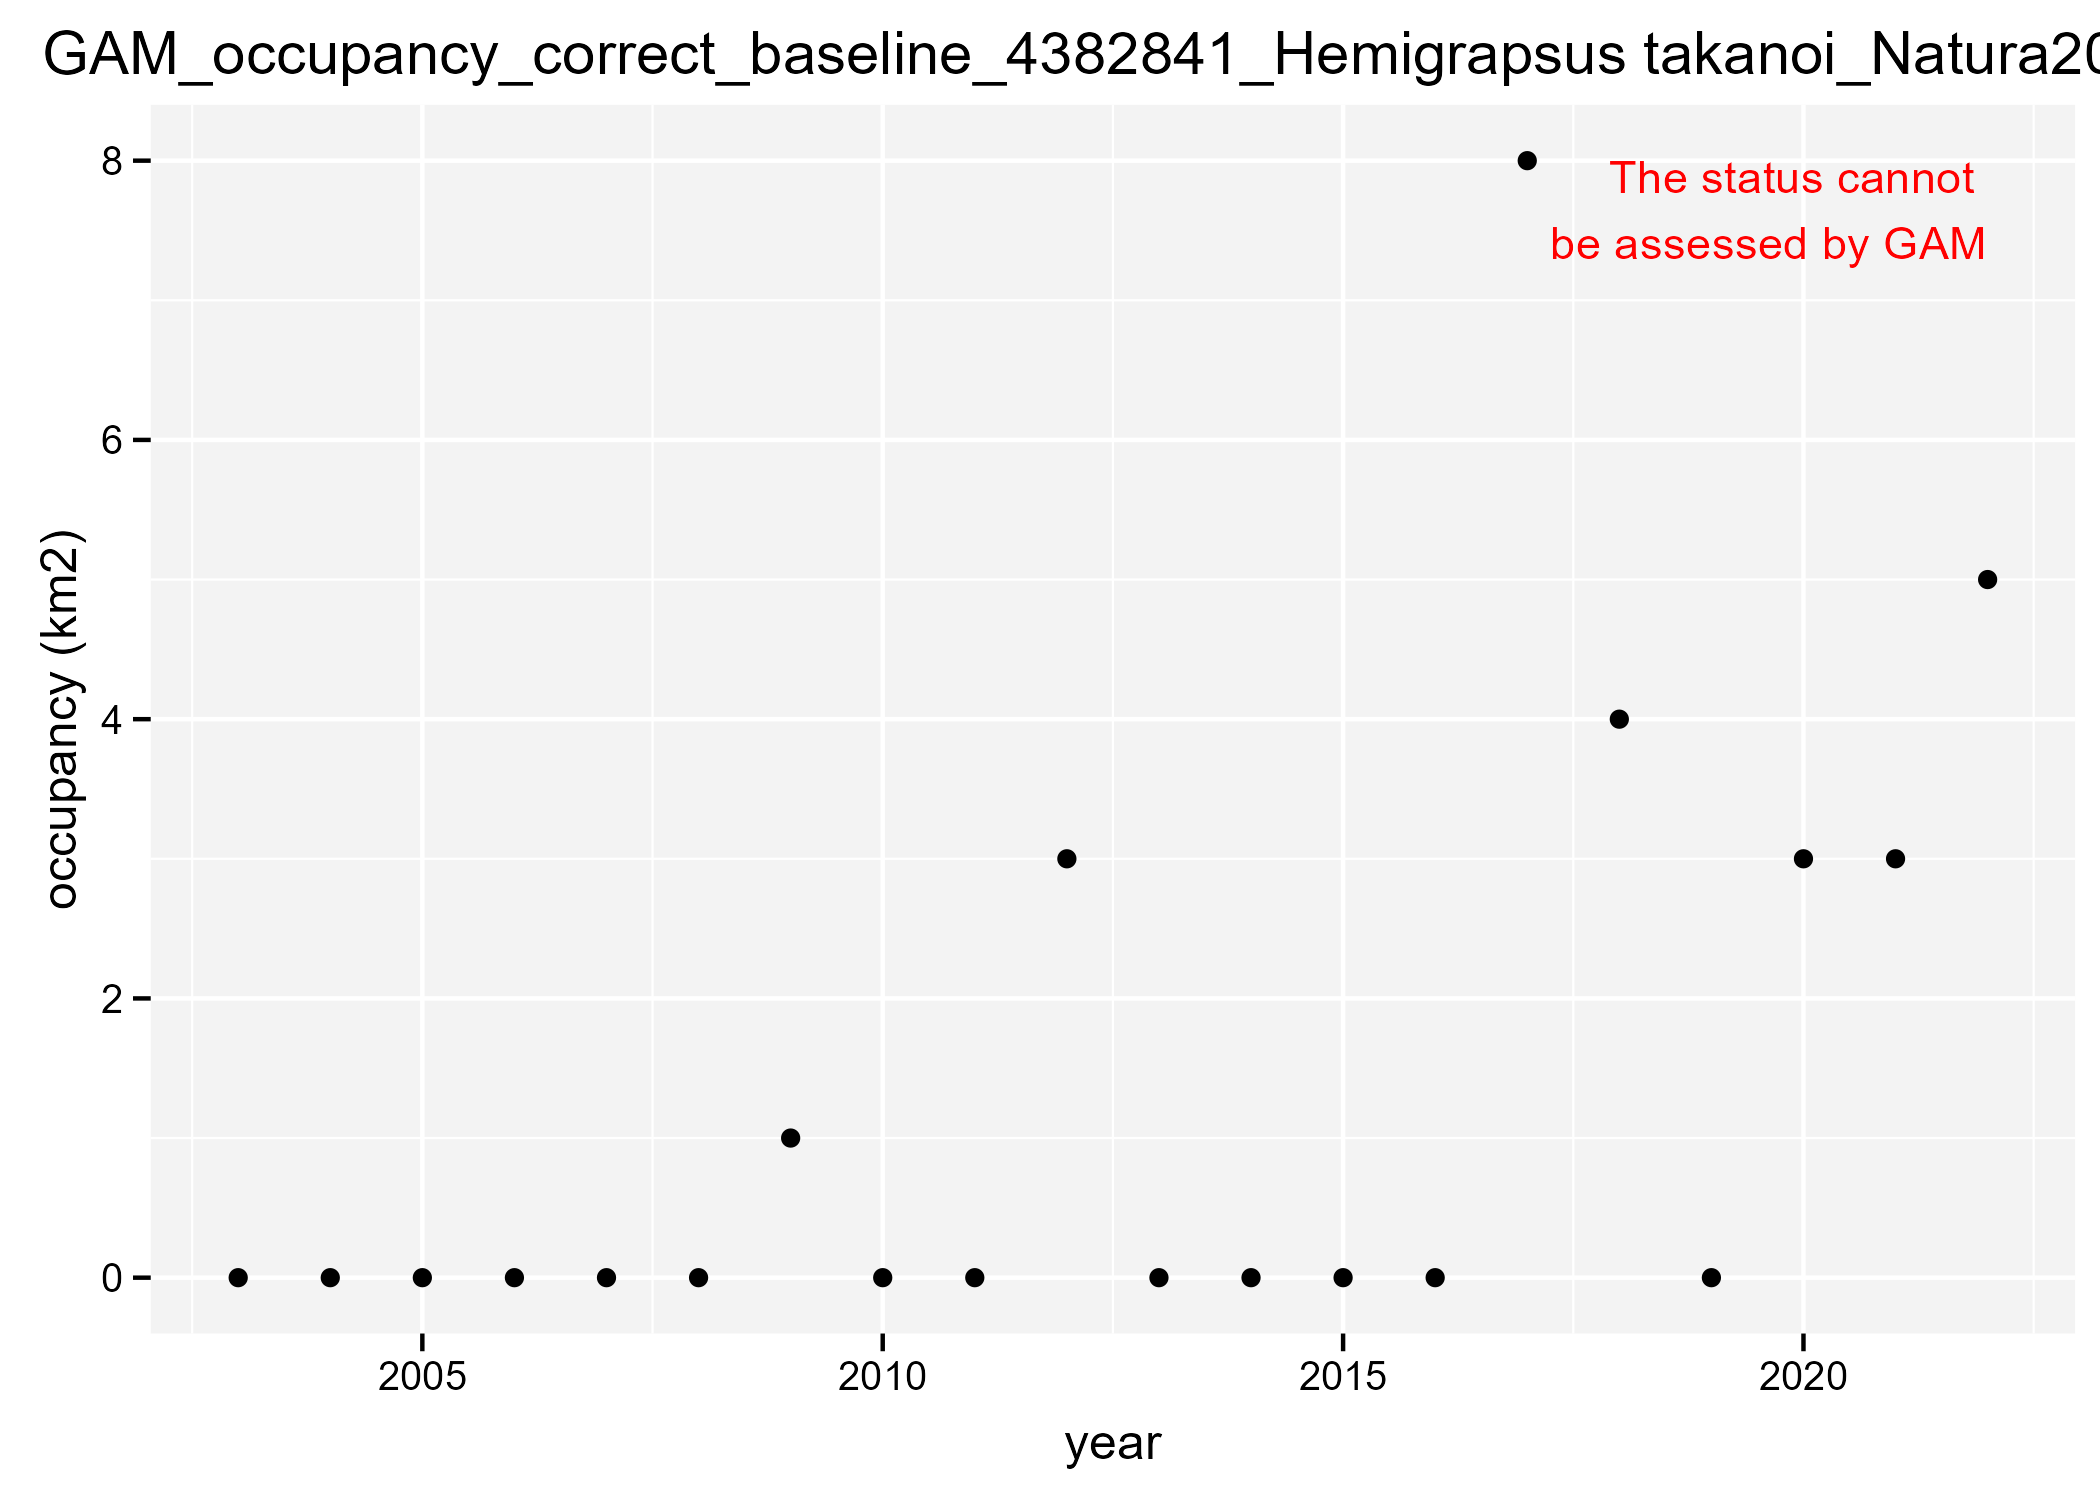 GAM_occupancy_correct_baseline_4382841_Hemigrapsus takanoi_Natura20
8
The status cannot
be assessed by GAM
6
occupancy (km2)
4
2
0
2005
2010
2015
2020
year